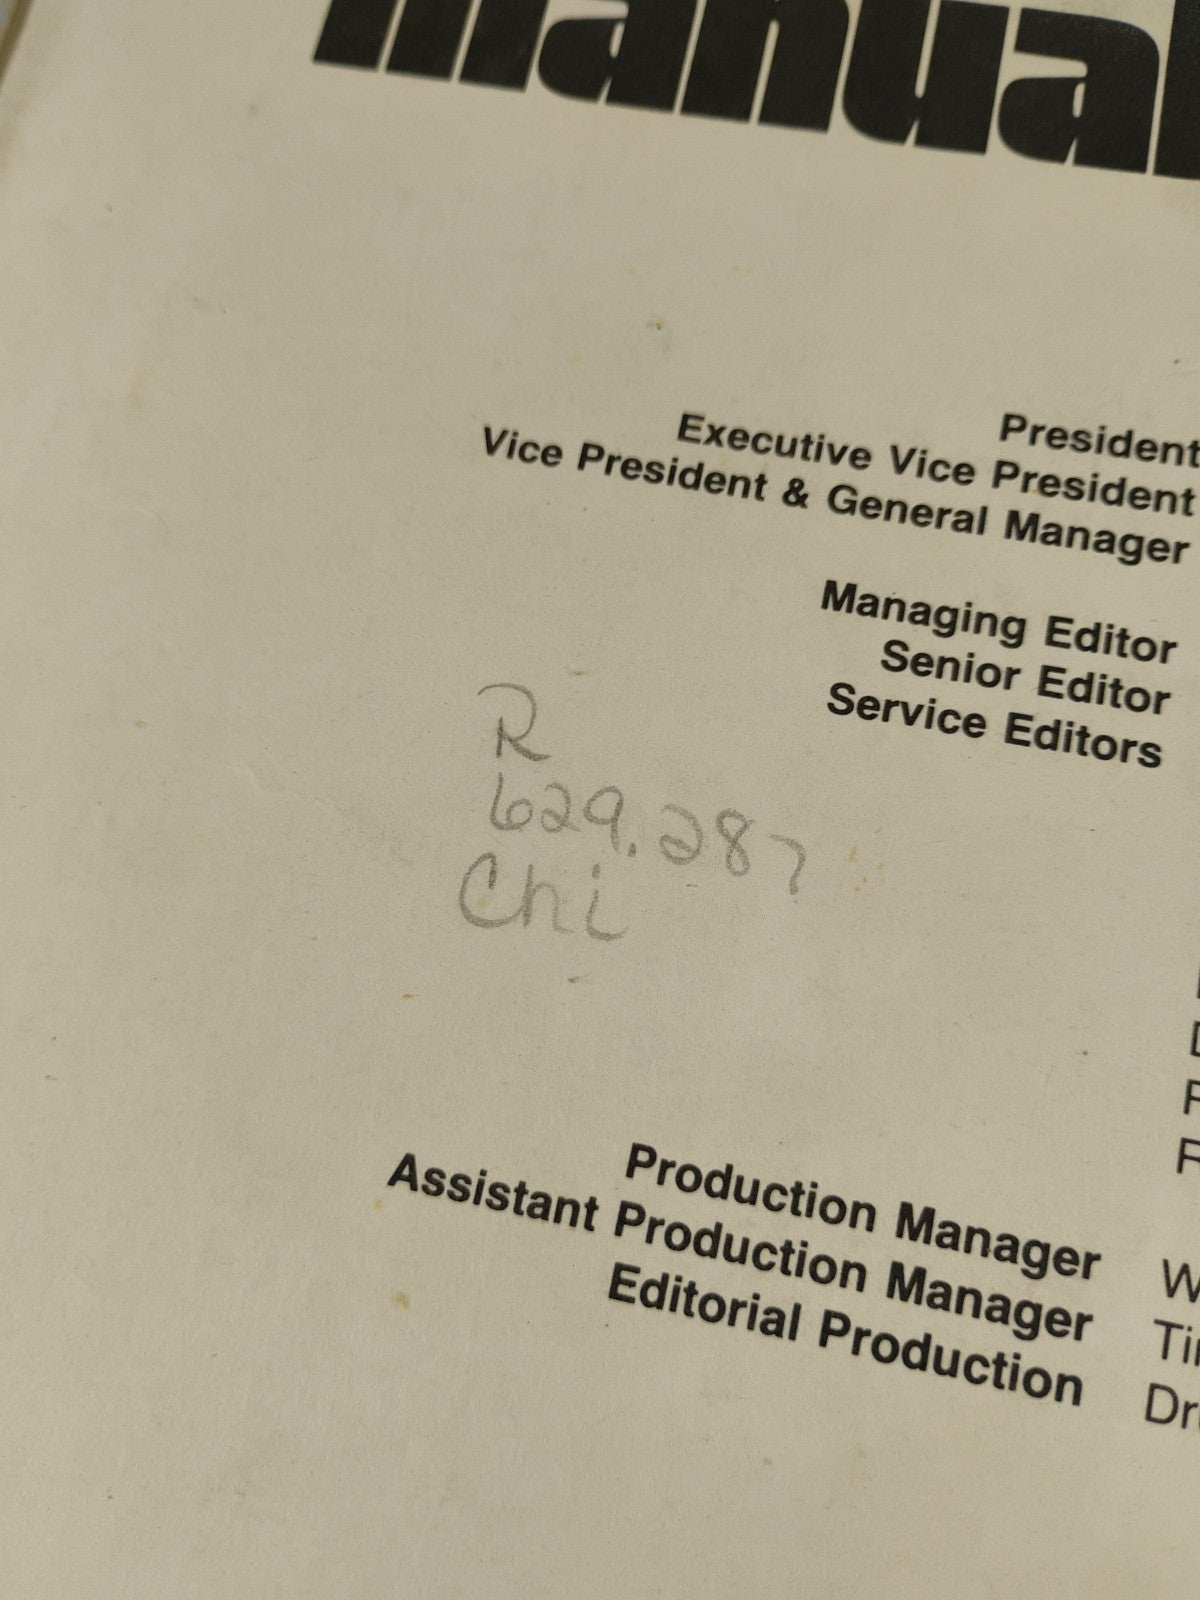 manual
President
Executive Vice President
Vice President & General Manager
Managing Editor
Senior Editor
Service Editors
R
629.287
Chi
Production Manager
Assistant Production Manager
Editorial Production